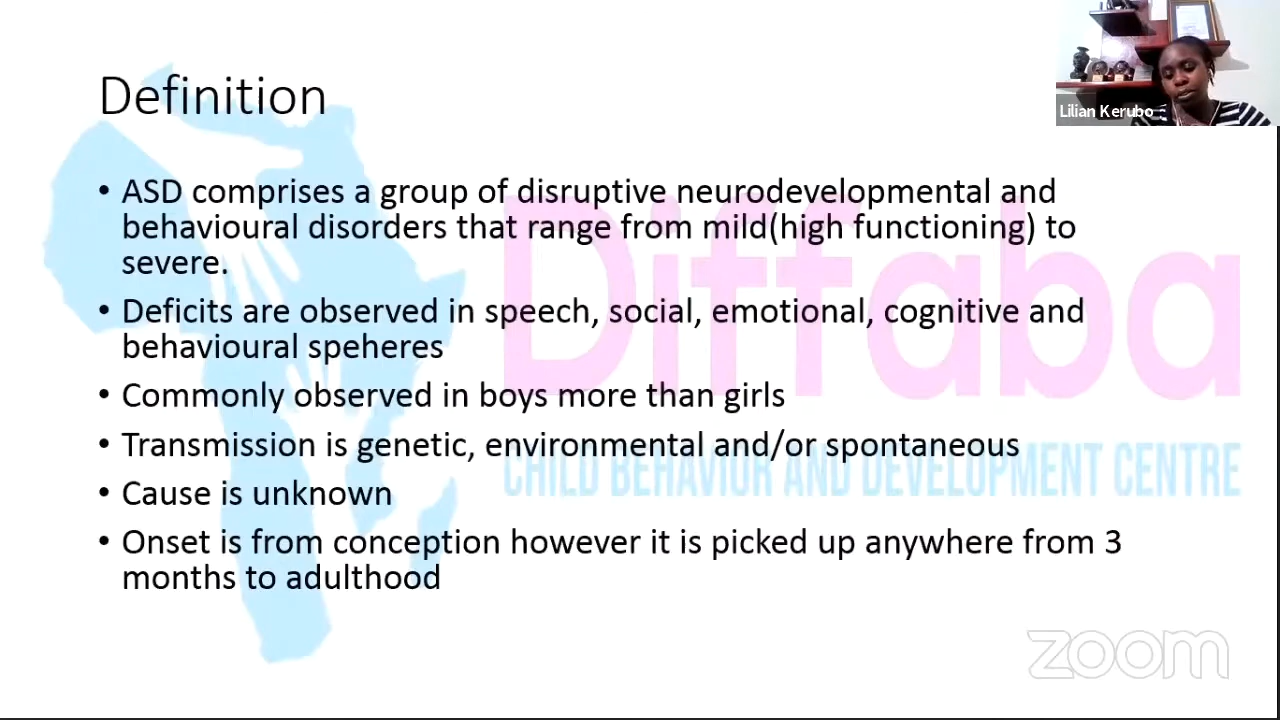 Definition
Lilian Kerubo
• ASD comprises a group of disruptive neurodevelopmental and
behavioural disorders that range from mild(high functioning) to
severe.
• Deficits are observed in speech, social, emotional, cognitive and
behavioural speheres
• Commonly observed in boys more than girls
• Transmission is genetic, environmental and/or spontaneous
• Cause is unknown
• Onset is from conception however it is picked up anywhere from 3
months to adulthood
Diffaba
CHILD BEHAVIOR AND DEVELOPMENT CENTRE
zoom